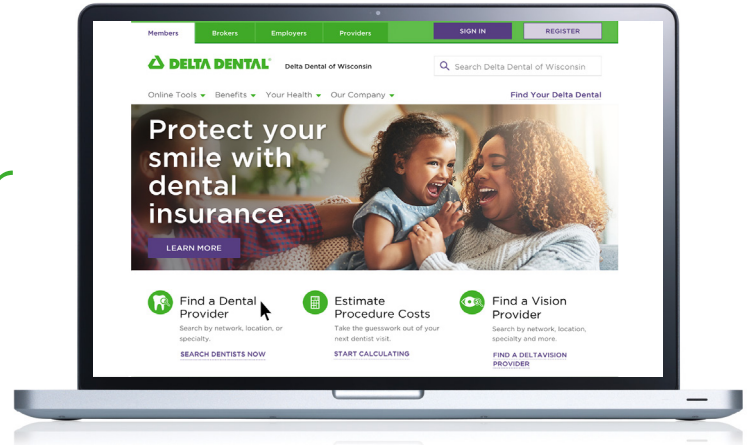 Members Brokers Employers Providers SIGN IN REGISTER
DELTA DENTAL® Delta Dental of Wisconsin Search Delta Dental of Wisconsin
Online Tools Benefits Your Health Our Company Find Your Delta Dental
Protect your
smile with
dental
insurance.
LEARN MORE
Find a Dental
Provider
Search by network, location, or
specialty.
SEARCH DENTISTS NOW
Estimate
Procedure Costs
Take the guesswork out of your
next dentist visit.
START CALCULATING
Find a Vision
Provider
Search by network, location,
specialty and more.
FIND A DELTAVISION
PROVIDER